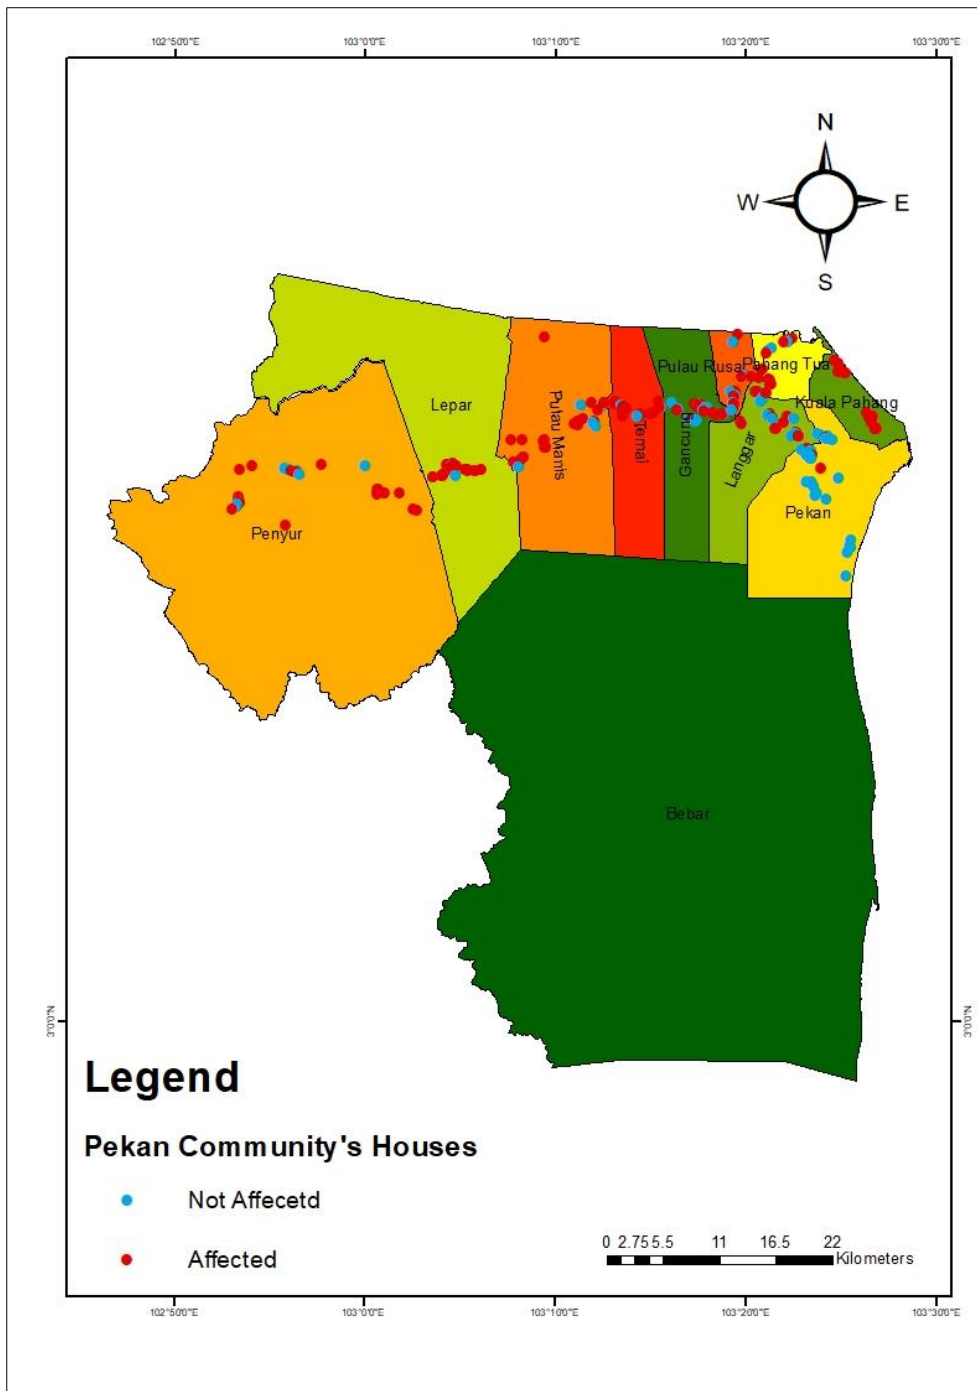 102°50'0"E 103°0'0"E 103°10'0"E 103°20'0"E 103°30'0"E
N
W E
S
Pulau Rusa
Pahang Tua
Kuala Pahang
Lepar
Pulau Manis
Temai
Gancung
Langgar
Pekan
Penyur
Bebar
3°0'0"N 3°0'0"N
Legend
Pekan Community's Houses
Not Affecetd
Affected
0 2.75 5.5 11 16.5 22
Kilometers
102°50'0"E 103°0'0"E 103°10'0"E 103°20'0"E 103°30'0"E